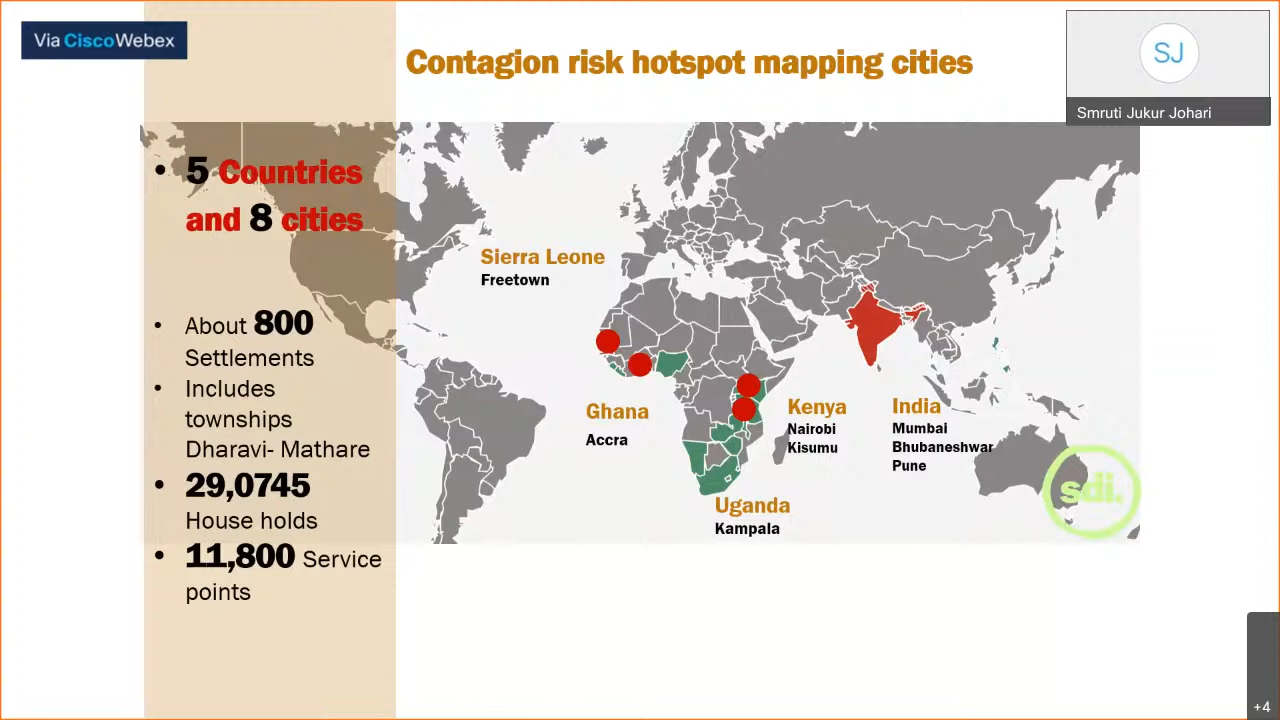 Via CiscoWebex
SJ
Smruti Jukur Johari
Contagion risk hotspot mapping cities
• 5 Countries
and 8 cities
• About 800
Settlements
• Includes
townships
Dharavi- Mathare
• 29,0745
House holds
• 11,800 Service
points
Sierra Leone
Freetown
Ghana
Accra
Kenya
Nairobi
Kisumu
India
Mumbai
Bhubaneshwar
Pune
Uganda
Kampala
sdi.
+4